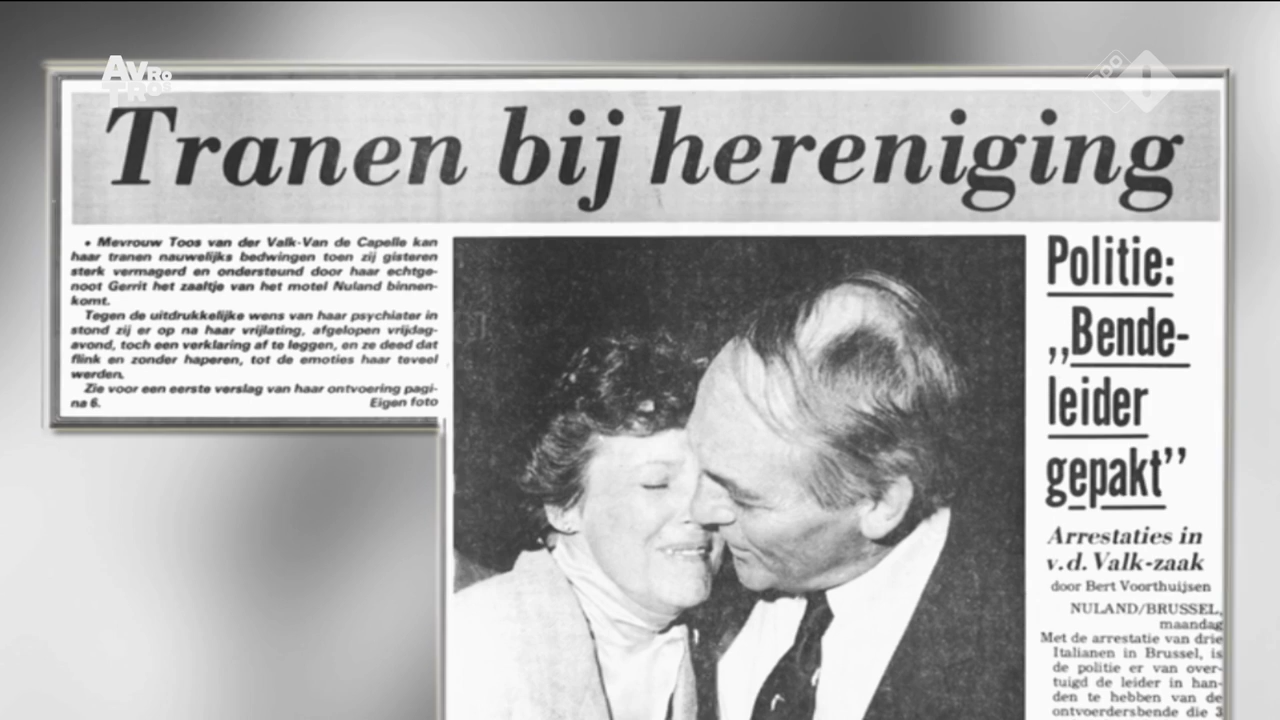 AVRO
TROS
NPO
1
Tranen bij hereniging
• Mevrouw Toos van der Valk-Van de Capelle kan
haar tranen nauwelijks bedwingen toen zij gisteren
sterk vermagerd en ondersteund door haar echtge-
noot Gerrit het zaaltje van het motel Nuland binnen-
komt.
Tegen de uitdrukkelijke wens van haar psychiater in
stond zij er op na haar vrijlating, afgelopen vrijdag-
avond, toch een verklaring af te leggen, en ze deed dat
flink en zonder haperen, tot de emoties haar teveel
werden.
Zie voor een eerste verslag van haar ontvoering pagi-
na 6.
Eigen foto
Politie:
„Bende-
leider
gepakt”
Arrestaties in
v.d. Valk-zaak
door Bert Voorthuijsen
NULAND/BRUSSEL,
maandag
Met de arrestatie van drie
Italianen in Brussel, is
de politie er van over-
tuigd de leider in han-
den te hebben van de
ontvoerdersbende die 3